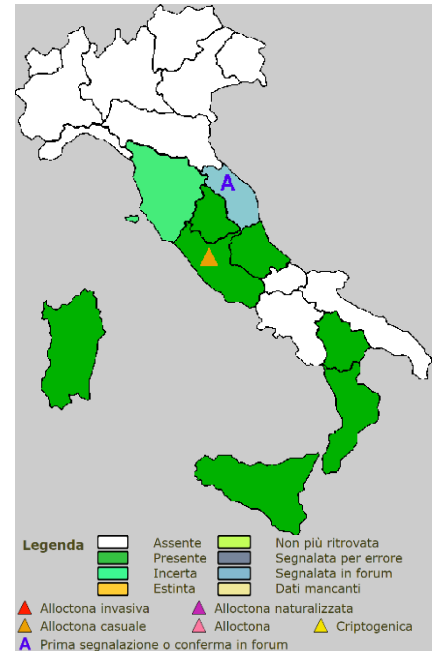 A
Legenda
Assente Non più ritrovata
Presente Segnalata per errore
Incerta Segnalata in forum
Estinta Dati mancanti
Alloctona invasiva Alloctona naturalizzata
Alloctona casuale Alloctona Criptogenica
A Prima segnalazione o conferma in forum